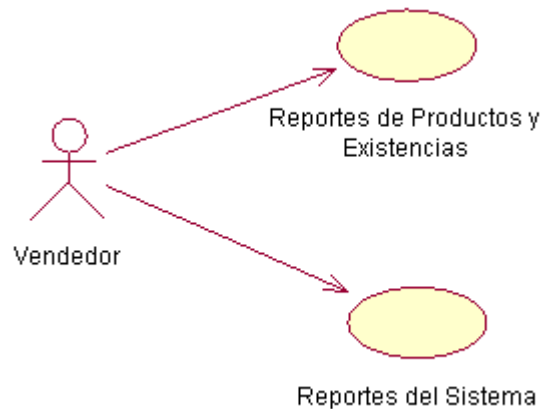 Reportes de Productos y
Existencias
Vendedor
Reportes del Sistema